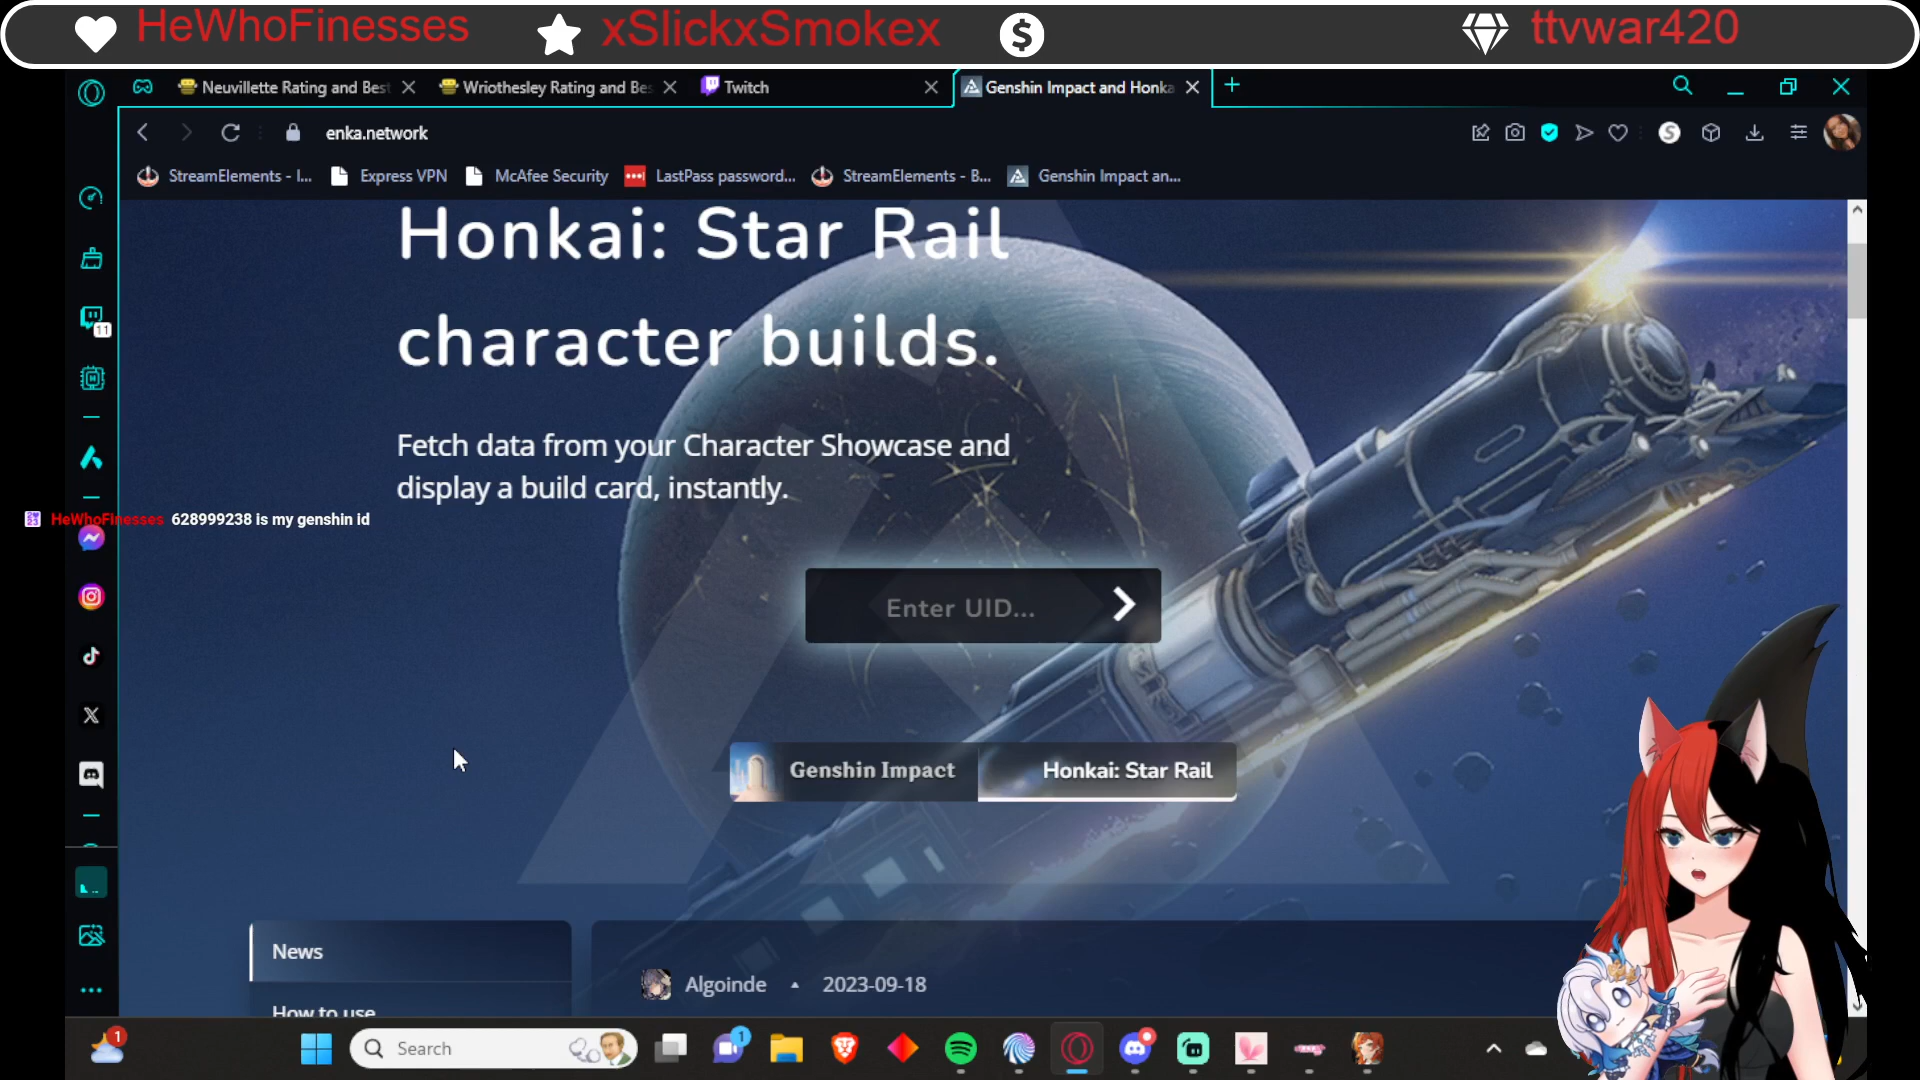 HeWhoFinesses xSlickxSmokex ttvwar420
Neuvillette Rating and Best Wriothesley Rating and Bes Twitch Genshin Impact and Honka
enka.network
StreamElements - I... Express VPN McAfee Security LastPass password... StreamElements - B... Genshin Impact an...
Honkai: Star Rail
character builds.
Fetch data from your Character Showcase and
display a build card, instantly.
11
HeWhoFinesses 628999238 is my genshin id
Enter UID...
Genshin Impact Honkai: Star Rail
News
Algoinde 2023-09-18
How to use
1 Search 1